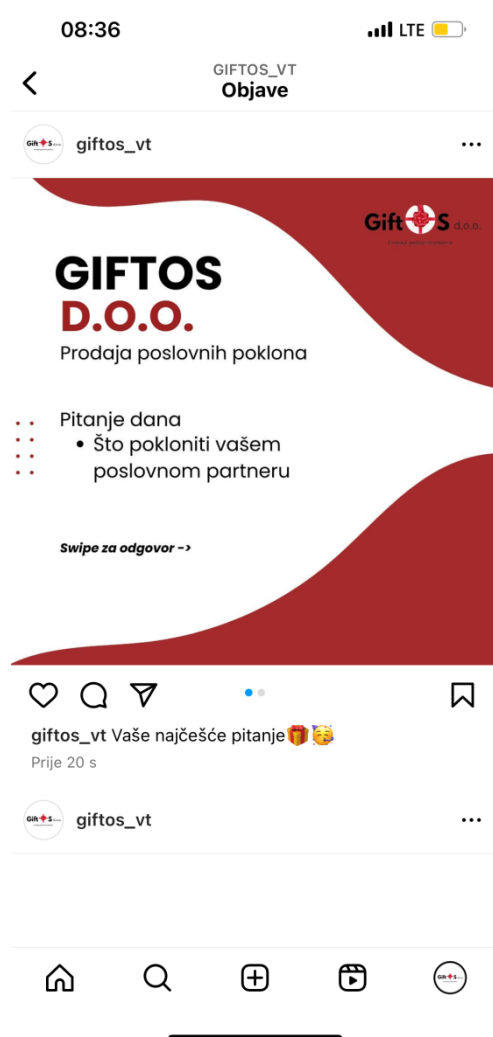 08:36
LTE
GIFTOS_VT
Objave
giftos_vt
Gift S d.o.o.
GIFTOS
D.O.O.
Prodaja poslovnih poklona
Pitanje dana
• Što pokloniti vašem
poslovnom partneru
Swipe za odgovor ->
giftos_vt Vaše najčešće pitanje🎁🥳
Prije 20 s
giftos_vt